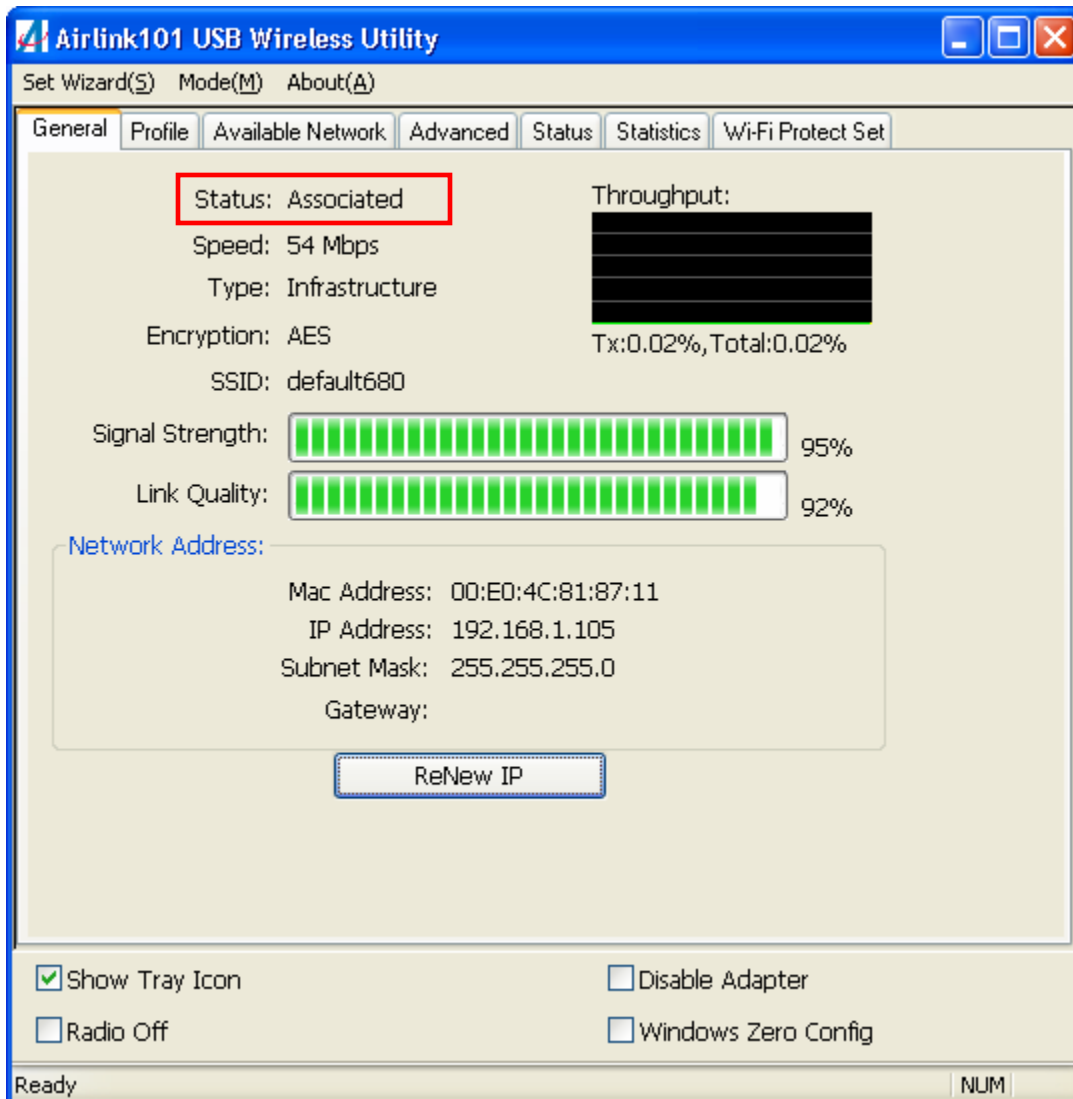 Airlink101 USB Wireless Utility
Set Wizard(S) Mode(M) About(A)
General Profile Available Network Advanced Status Statistics Wi-Fi Protect Set
Status: Associated
Throughput:
Speed: 54 Mbps
Type: Infrastructure
Encryption: AES
Tx:0.02%,Total:0.02%
SSID: default680
Signal Strength: 95%
Link Quality: 92%
Network Address:
Mac Address: 00:E0:4C:81:87:11
IP Address: 192.168.1.105
Subnet Mask: 255.255.255.0
Gateway:
ReNew IP
Show Tray Icon Disable Adapter
Radio Off Windows Zero Config
Ready NUM